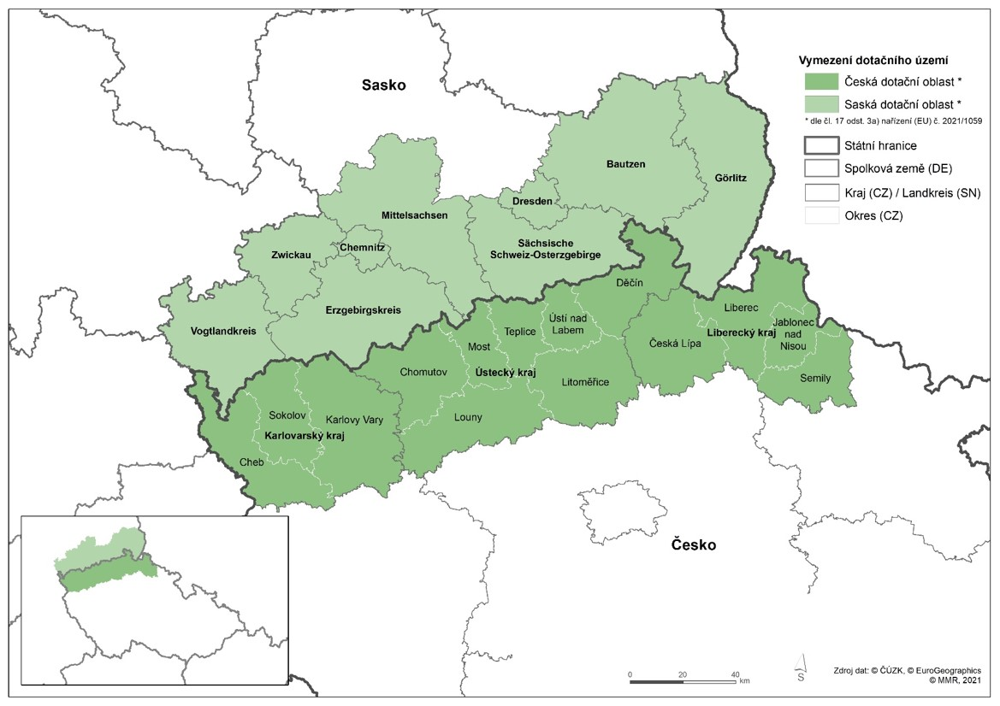 Vymezení dotačního území
Česká dotační oblast *
Saská dotační oblast *
* dle čl. 17 odst. 3a) nařízení (EU) č. 2021/1059
Státní hranice
Spolková země (DE)
Kraj (CZ) / Landkreis (SN)
Okres (CZ)
Sasko
Bautzen
Görlitz
Dresden
Mittelsachsen
Sächsische
Schweiz-Osterzgebirge
Chemnitz
Zwickau
Erzgebirgskreis
Vogtlandkreis
Děčín
Ústí nad
Labem
Teplice
Most
Ústecký kraj
Chomutov
Litoměřice
Louny
Česká Lípa
Liberec
Liberecký kraj
Jablonec
nad
Nisou
Semily
Sokolov
Karlovy Vary
Karlovarský kraj
Cheb
Česko
0 20 40
km
S
Zdroj dat: © ČÚZK, © EuroGeographics
© MMR, 2021